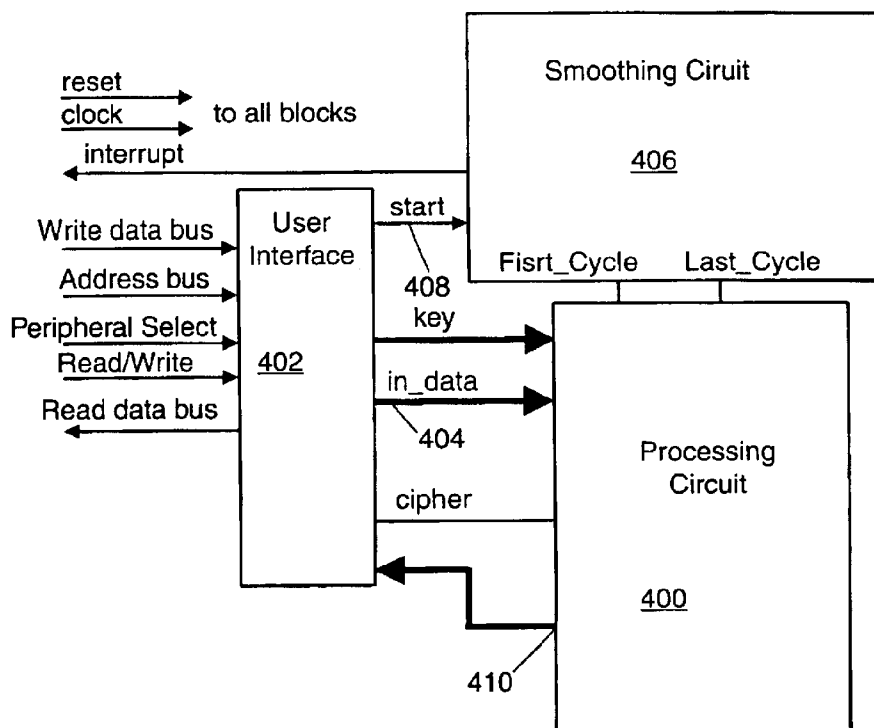 Smoothing Ciruit
406
reset
clock
to all blocks
interrupt
User
Interface
402
start
408
Fisrt_Cycle
Last_Cycle
Write data bus
Address bus
Peripheral Select
Read/Write
Read data bus
key
in_data
404
cipher
Processing
Circuit
400
410